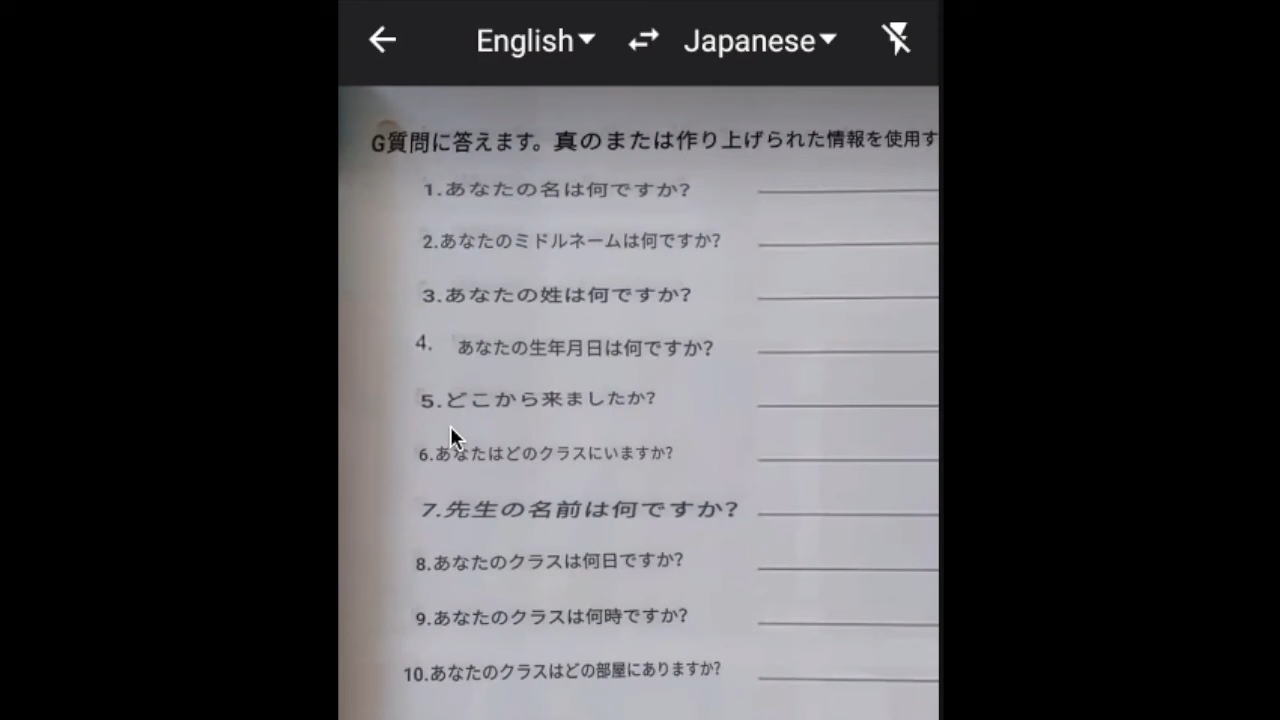 English Japanese
G質問に答えます。真のまたは作り上げられた情報を使用す
1.あなたの名は何ですか?
2.あなたのミドルネームは何ですか?
3.あなたの姓は何ですか?
4. あなたの生年月日は何ですか?
5.どこから来ましたか?
6.あなたはどのクラスにいますか?
7.先生の名前は何ですか?
8.あなたのクラスは何日ですか?
9.あなたのクラスは何時ですか?
10.あなたのクラスはどの部屋にありますか?